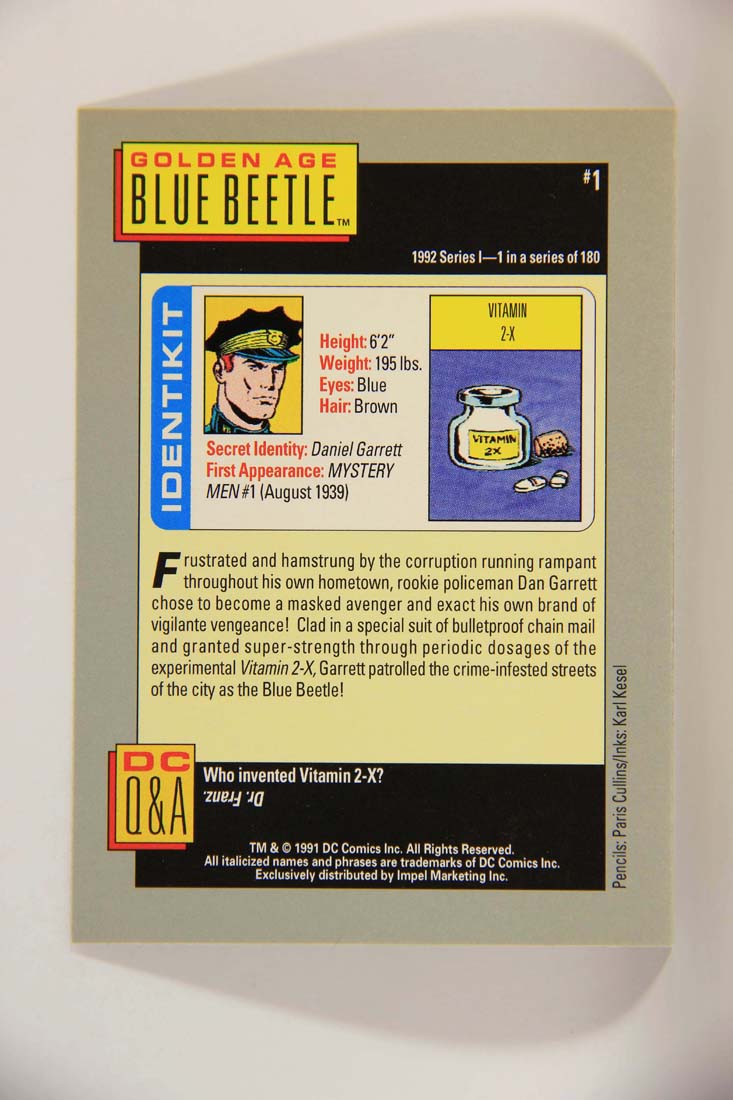 GOLDEN AGE
BLUE BEETLE™
#1
1992 Series I—1 in a series of 180
IDENTIKIT
Height: 6'2"
Weight: 195 lbs.
Eyes: Blue
Hair: Brown
Secret Identity: Daniel Garrett
First Appearance: MYSTERY
MEN #1 (August 1939)
VITAMIN
2-X
VITAMIN
2X
Frustrated and hamstrung by the corruption running rampant
throughout his own hometown, rookie policeman Dan Garrett
chose to become a masked avenger and exact his own brand of
vigilante vengeance! Clad in a special suit of bulletproof chain mail
and granted super-strength through periodic dosages of the
experimental Vitamin 2-X, Garrett patrolled the crime-infested streets
of the city as the Blue Beetle!
DC
Q&A
Who invented Vitamin 2-X?
Dr. Franz.
TM & © 1991 DC Comics Inc. All Rights Reserved.
All italicized names and phrases are trademarks of DC Comics Inc.
Exclusively distributed by Impel Marketing Inc.
Pencils: Paris Cullins/Inks: Karl Kesel